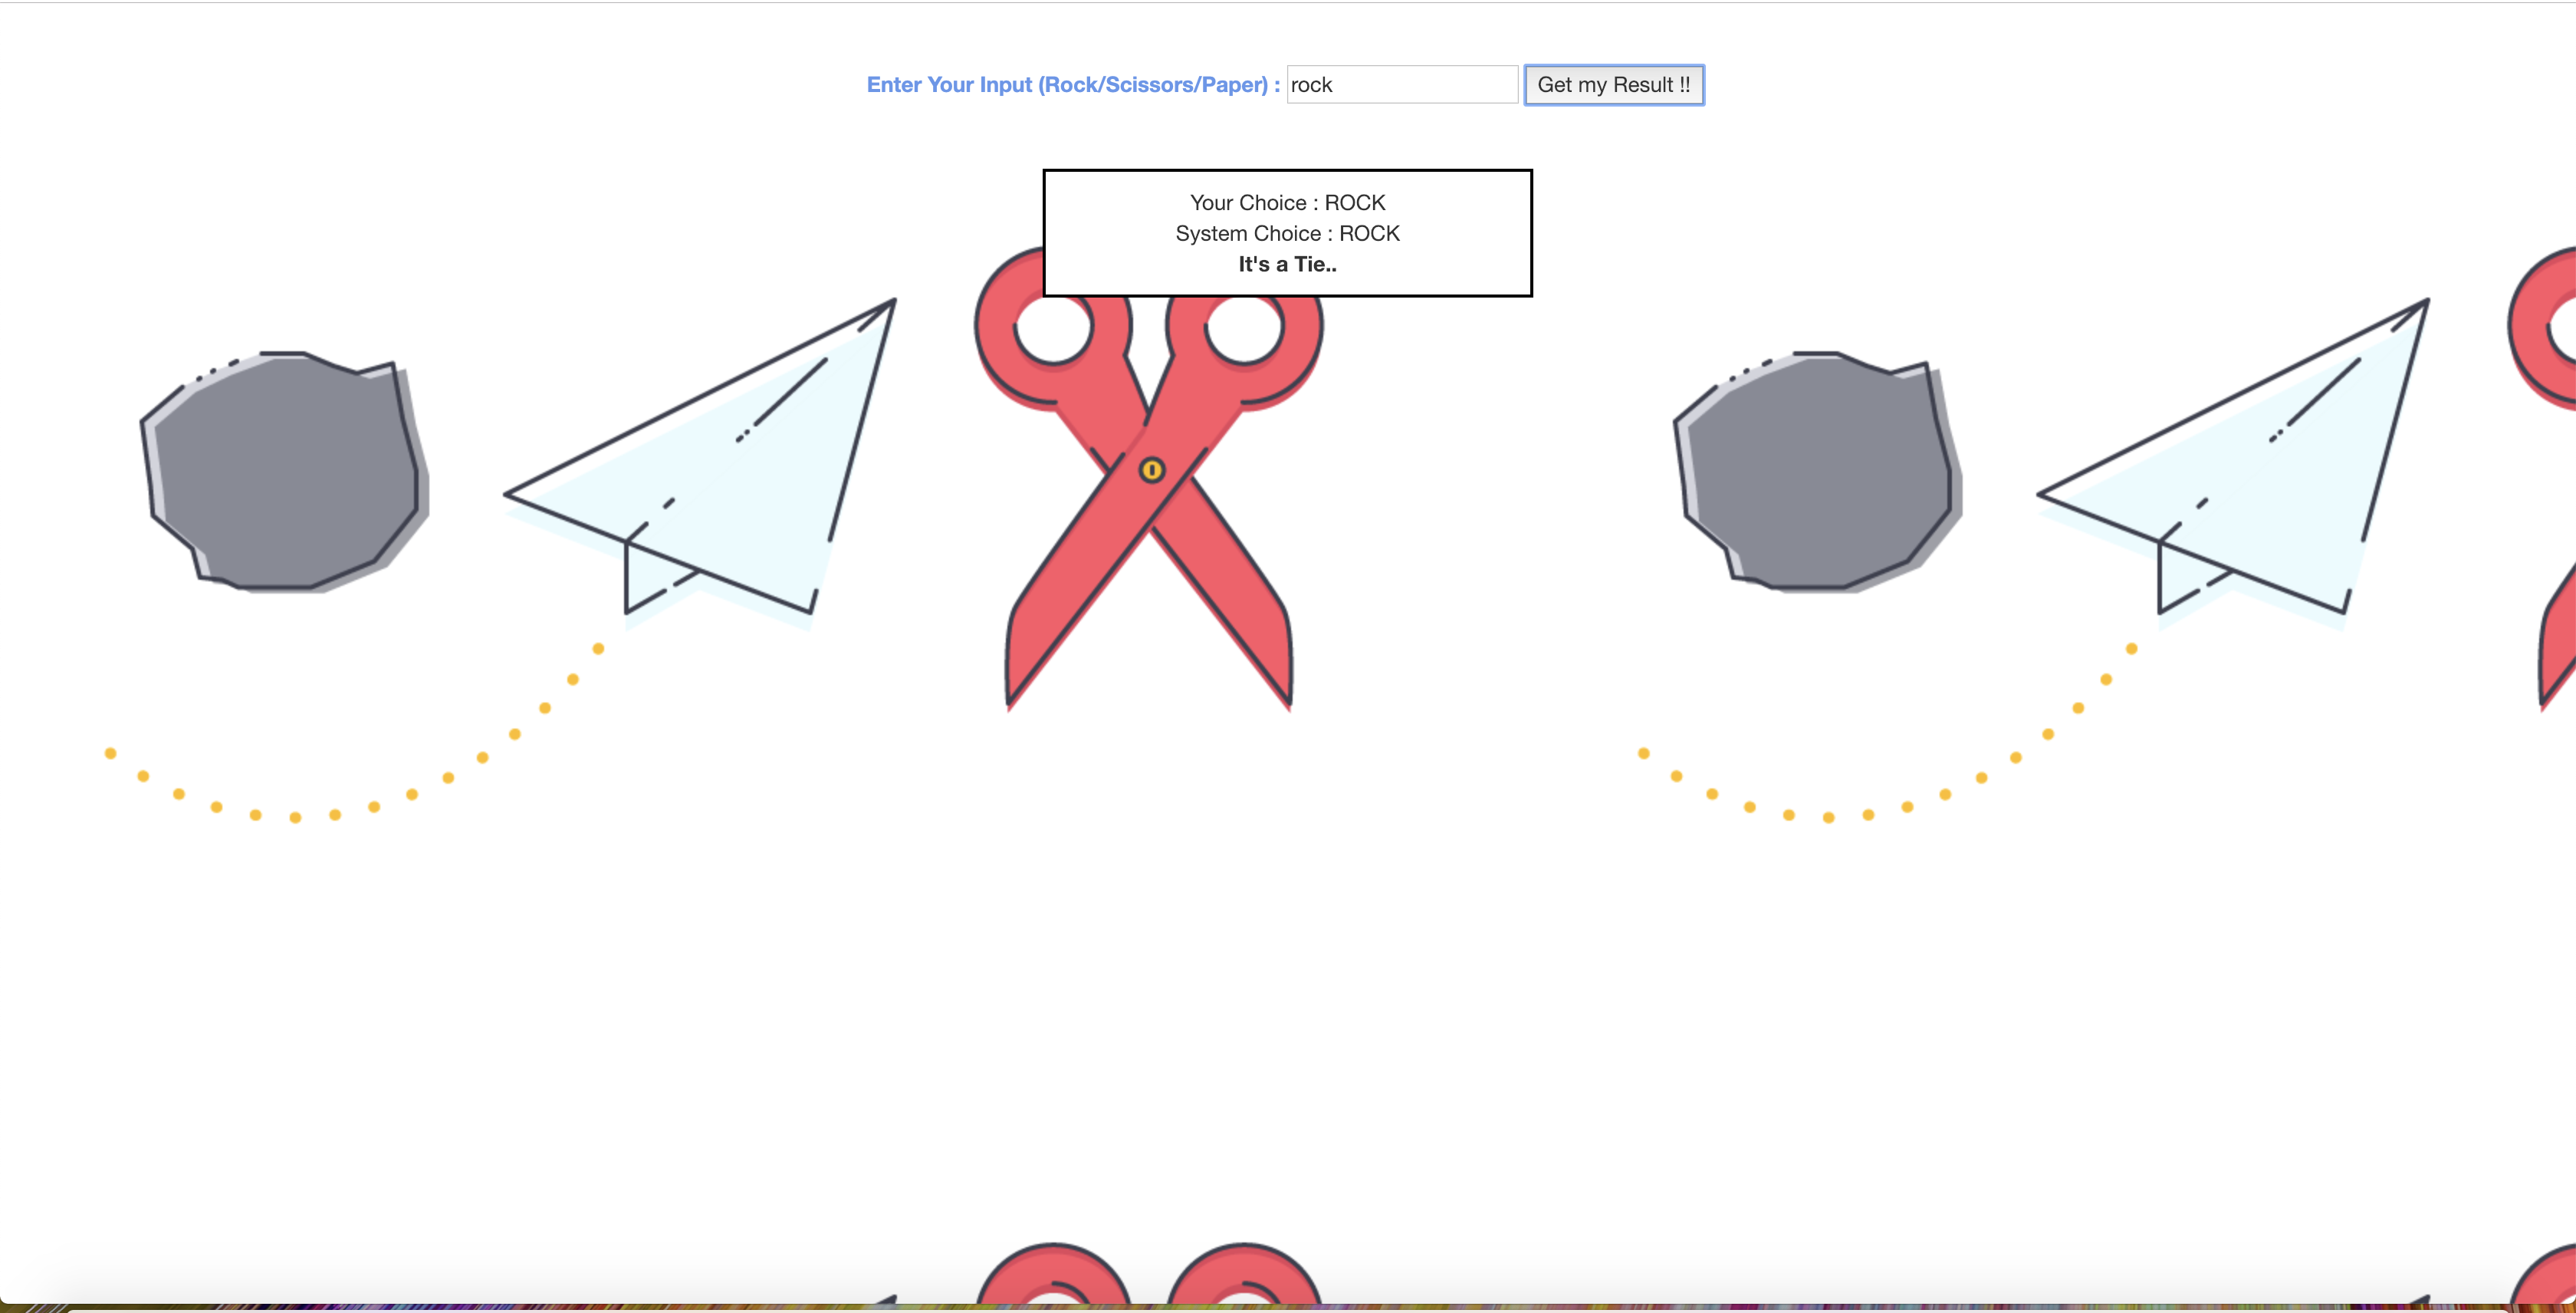 Enter Your Input (Rock/Scissors/Paper) : rock Get my Result !!
Your Choice : ROCK
System Choice : ROCK
It's a Tie..